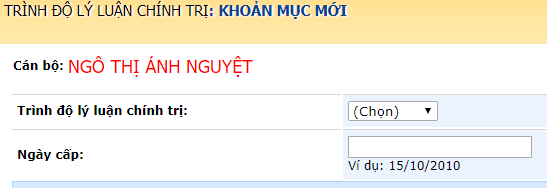 TRÌNH ĐỘ LÝ LUẬN CHÍNH TRỊ: KHOẢN MỤC MỚI
Cán bộ: NGÔ THỊ ÁNH NGUYỆT
Trình độ lý luận chính trị: (Chọn)
Ngày cấp:
Ví dụ: 15/10/2010